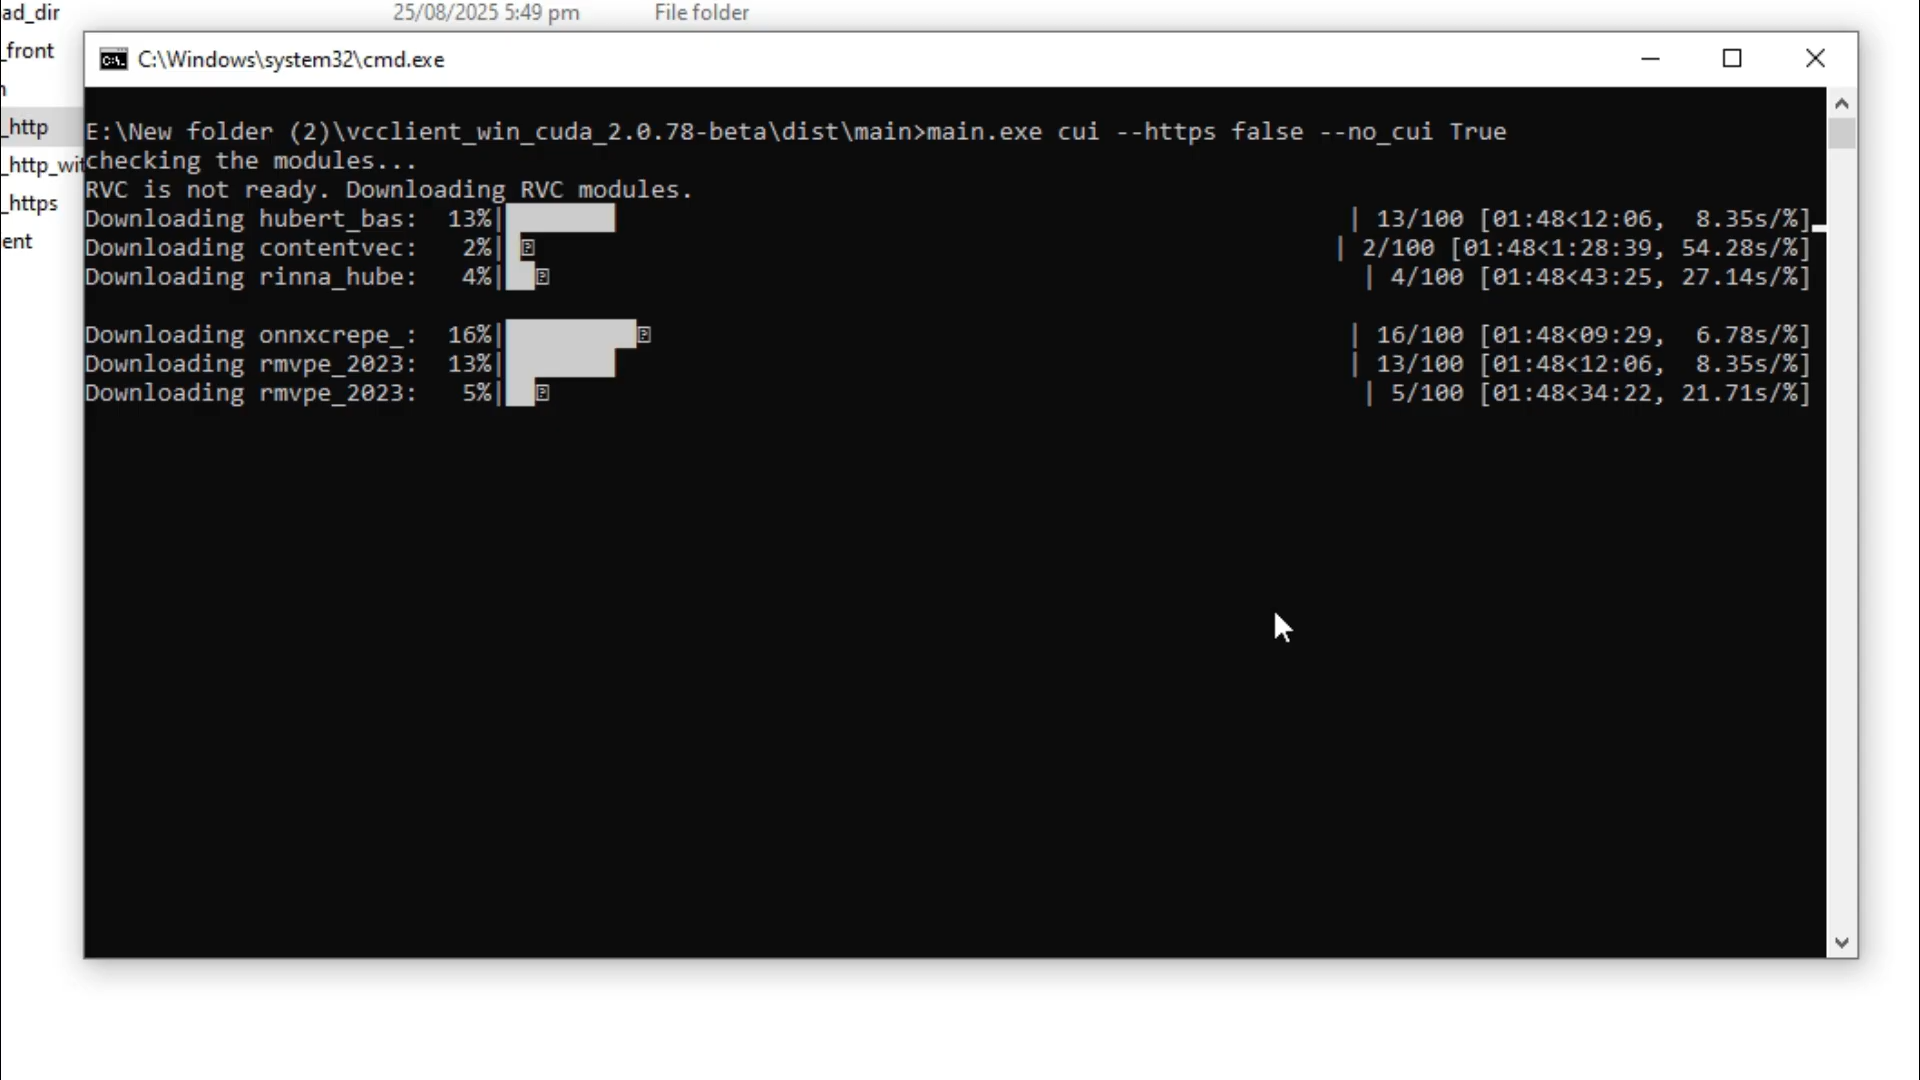 ad_dir 25/08/2025 5:49 pm File folder
_front
C:\Windows\system32\cmd.exe
_http
_http_wit
_https
ent
E:\New folder (2)\vcclient_win_cuda_2.0.78-beta\dist\main>main.exe cui --https false --no_cui True
checking the modules...
RVC is not ready. Downloading RVC modules.
Downloading hubert_bas: 13%| | 13/100 [01:48<12:06, 8.35s/%]
Downloading contentvec: 2%| | 2/100 [01:48<1:28:39, 54.28s/%]
Downloading rinna_hube: 4%| | 4/100 [01:48<43:25, 27.14s/%]
Downloading onnxcrepe_: 16%| | 16/100 [01:48<09:29, 6.78s/%]
Downloading rmvpe_2023: 13%| | 13/100 [01:48<12:06, 8.35s/%]
Downloading rmvpe_2023: 5%| | 5/100 [01:48<34:22, 21.71s/%]